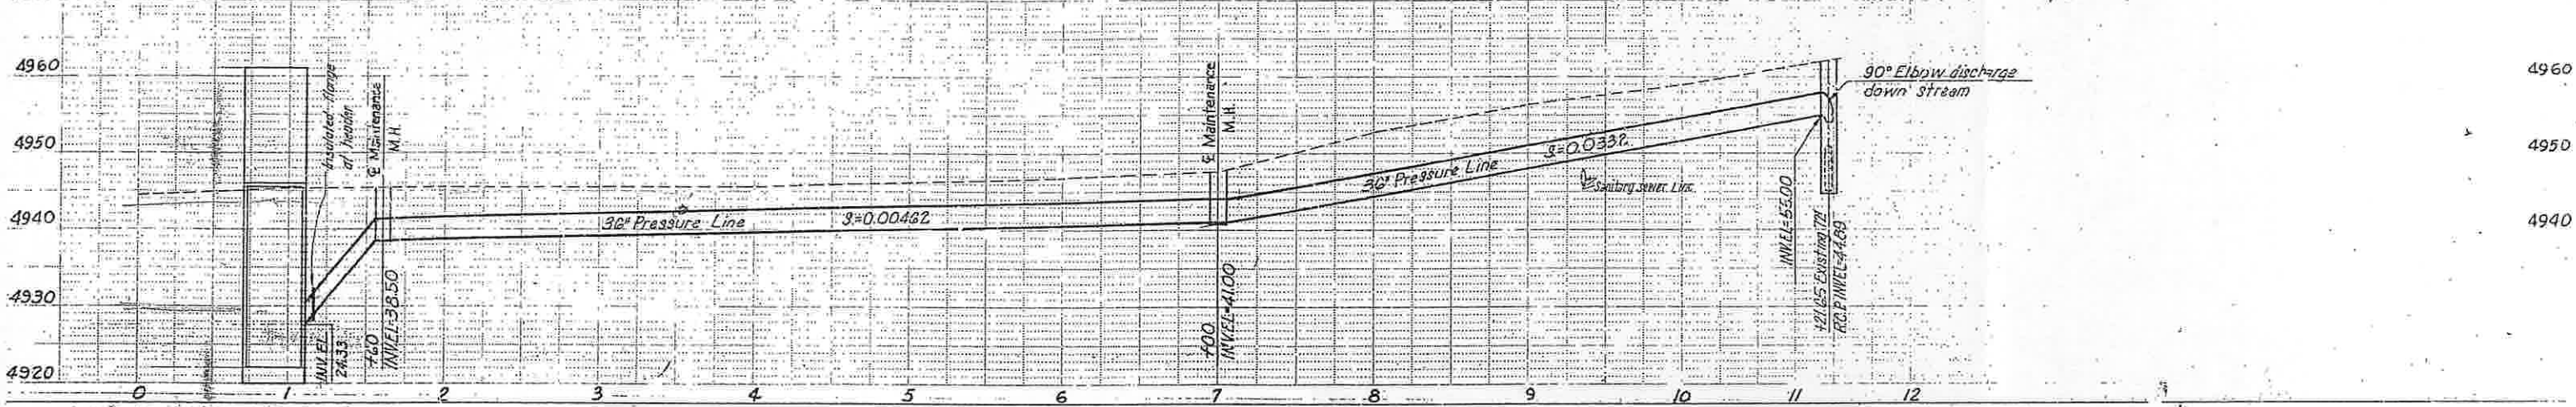 4960
4950
4940
4930
4920
Insulated flange
at header
℄ Maintenance
M.H.
INV. EL.
24.33
+60
INV.EL=38.50
36" Pressure Line
S=0.00462
℄ Maintenance
M.H.
+00
INV.EL=41.00
36" Pressure Line
S=0.0332
Sanitary sewer Line
90° Elbow discharge
down stream
INV.EL=55.00
+21.65 Existing 72"
R.C.P. INV.EL=44.89
4960
4950
4940
0 1 2 3 4 5 6 7 8 9 10 11 12